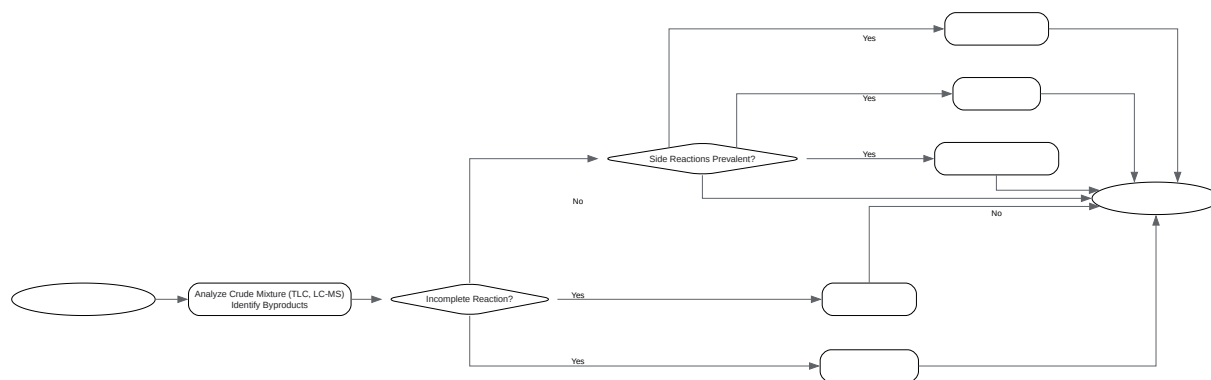 Yes
Yes
Side Reactions Prevalent?
Yes
No
No
Analyze Crude Mixture (TLC, LC-MS)
Identify Byproducts
Incomplete Reaction?
Yes
Yes